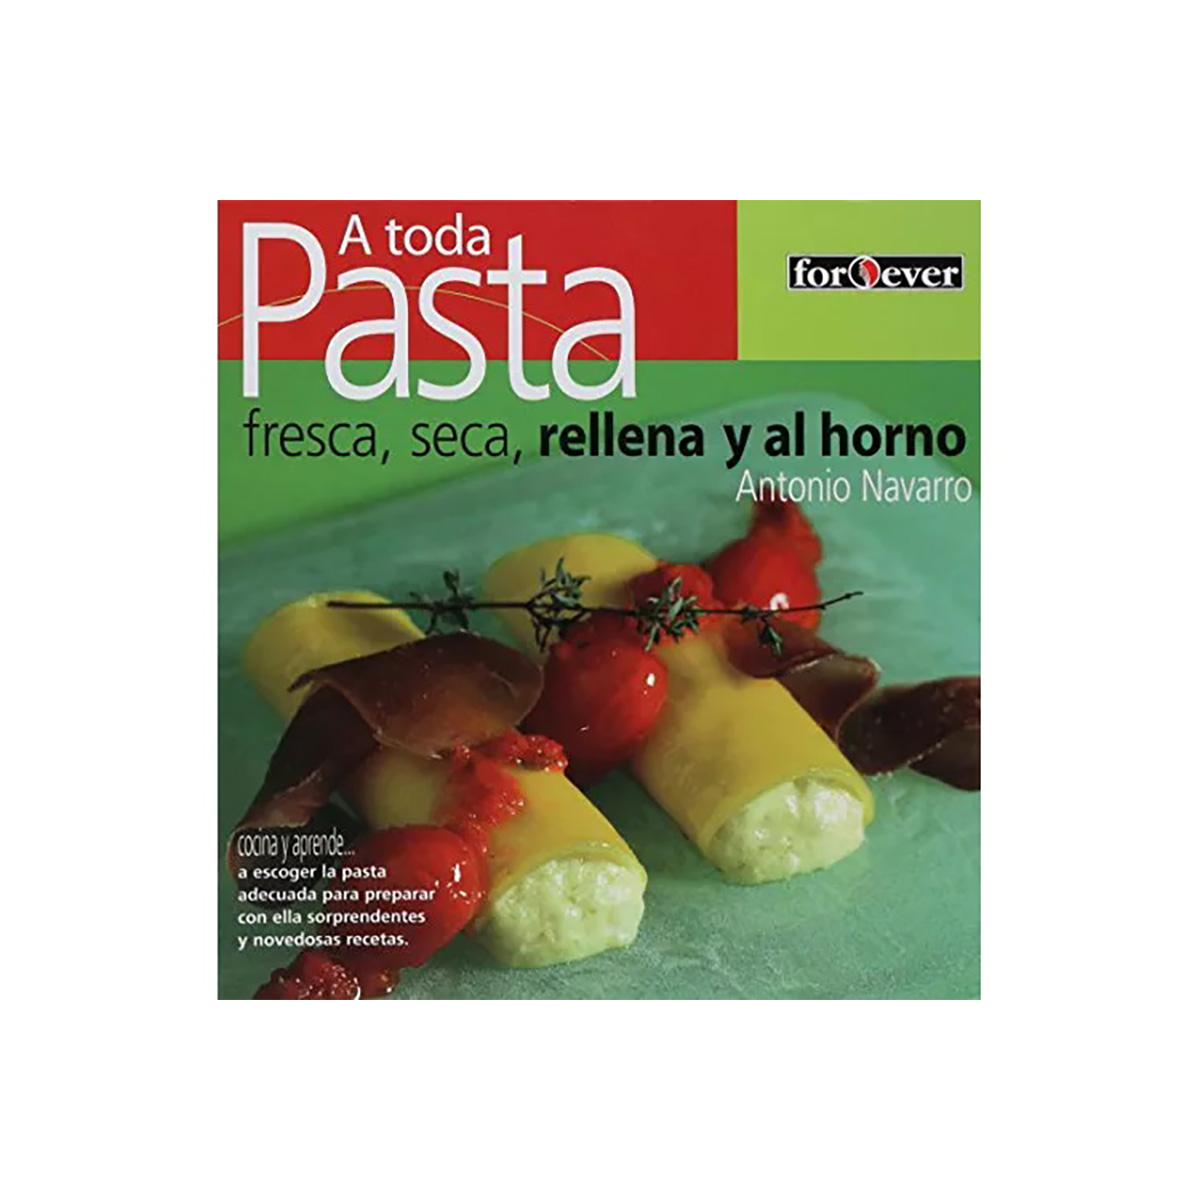 A toda
Pasta
for ever
fresca, seca, rellena y al horno
Antonio Navarro
cocina y aprende...
a escoger la pasta
adecuada para preparar
con ella sorprendentes
y novedosas recetas.